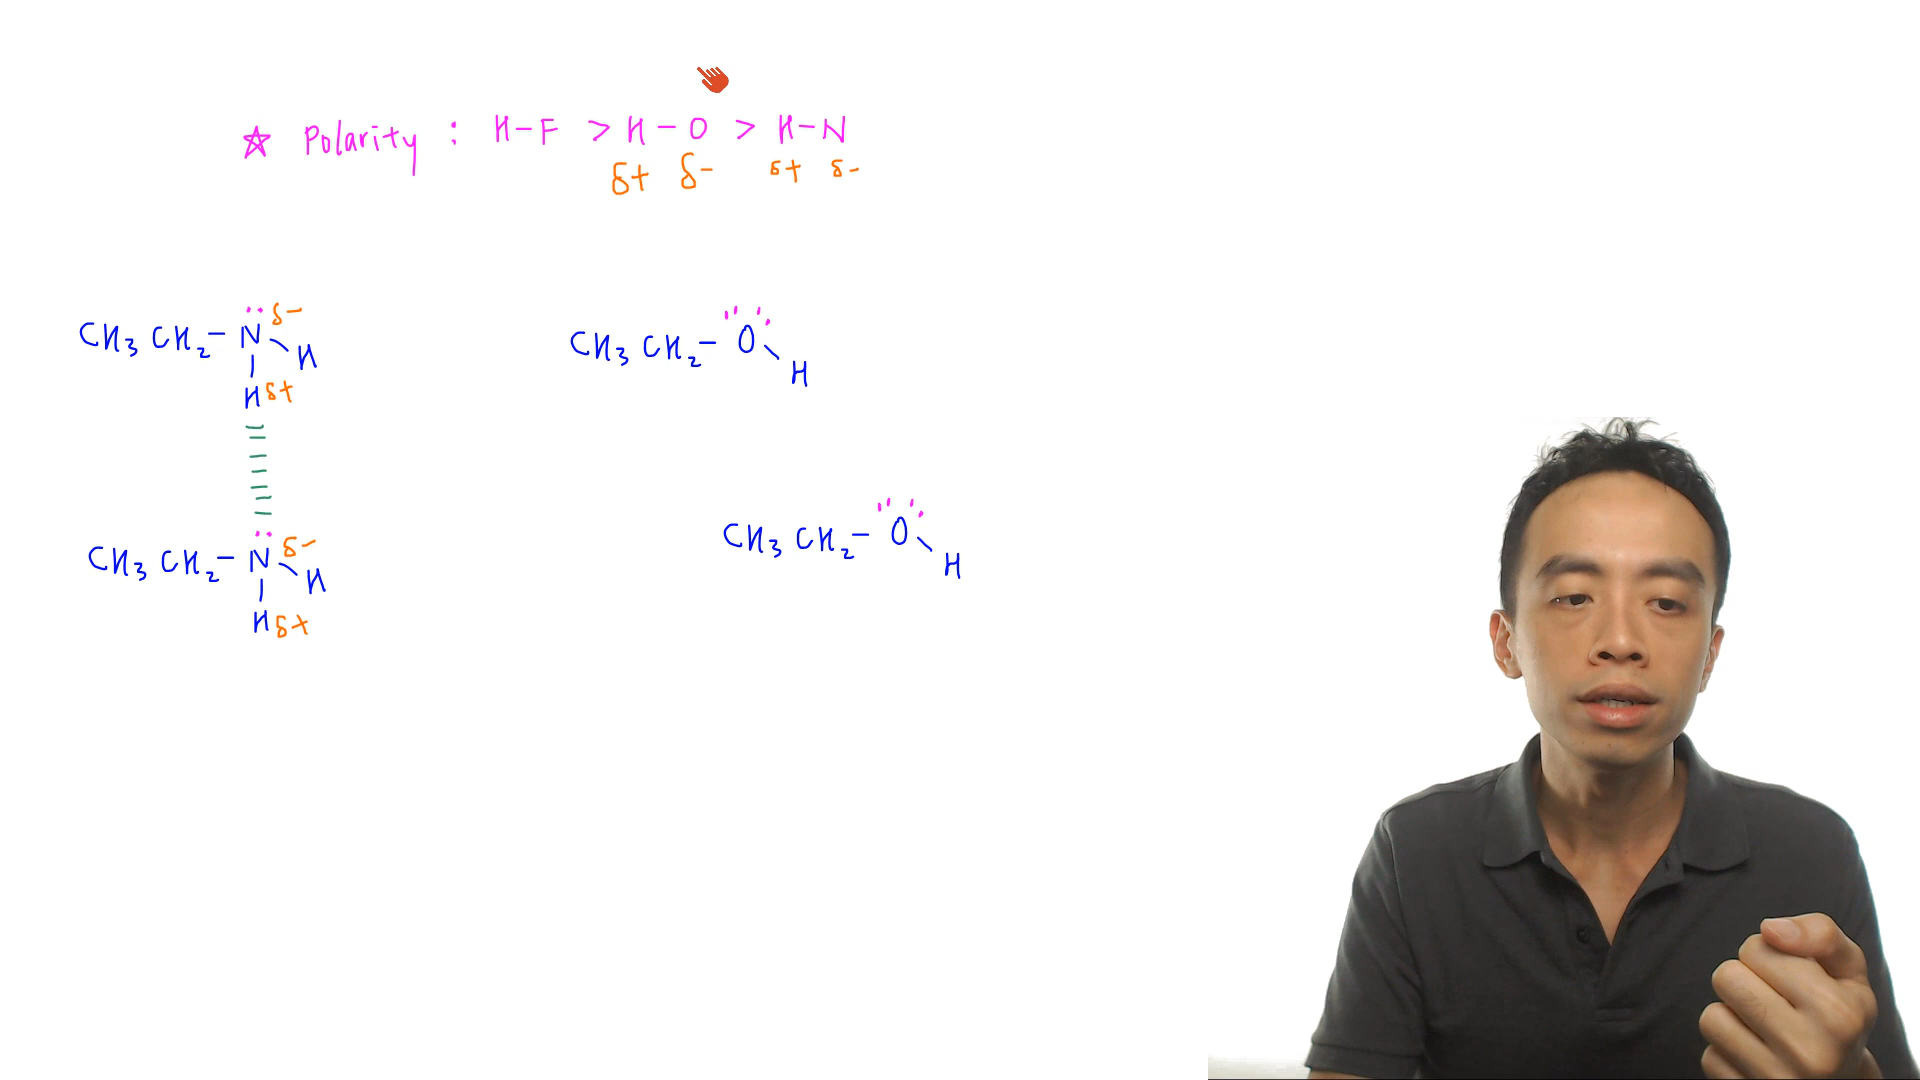 ☆ Polarity : H-F > H-O > H-N
δ+ δ- δ+ δ-
CH₃ CH₂ - N̈ δ- - H
H δ+
CH₃ CH₂ - N̈ δ- - H
H δ+
CH₃ CH₂ - O - H
CH₃ CH₂ - O - H